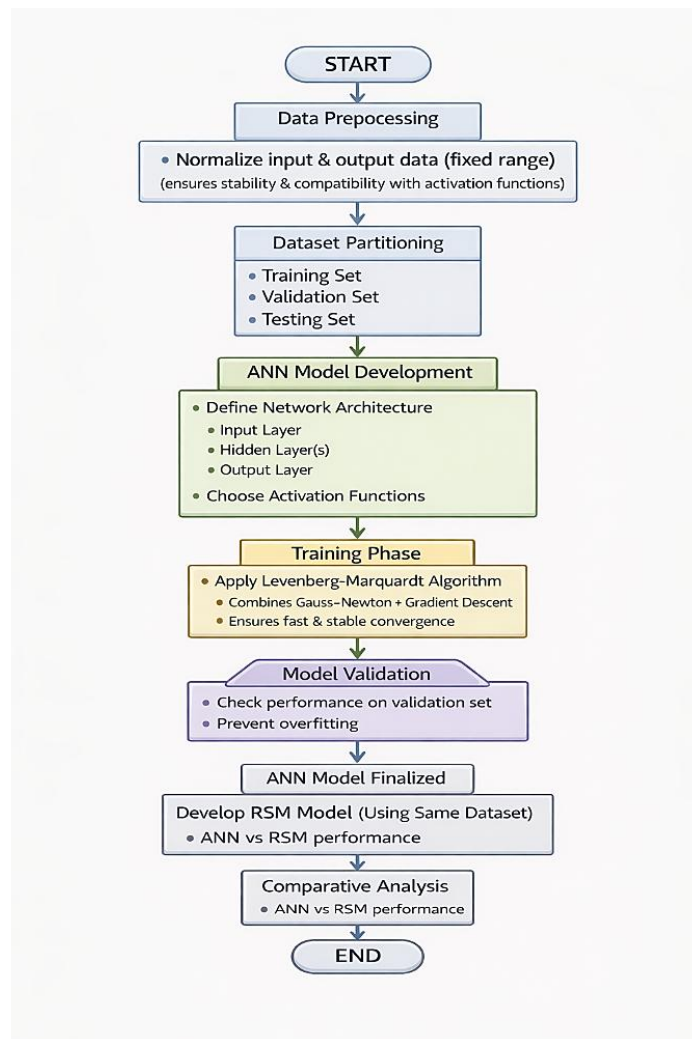 START
Data Prepocessing
• Normalize input & output data (fixed range)
(ensures stability & compatibility with activation functions)
Dataset Partitioning
• Training Set
• Validation Set
• Testing Set
ANN Model Development
• Define Network Architecture
• Input Layer
• Hidden Layer(s)
• Output Layer
• Choose Activation Functions
Training Phase
• Apply Levenberg-Marquardt Algorithm
• Combines Gauss-Newton + Gradient Descent
• Ensures fast & stable convergence
Model Validation
• Check performance on validation set
• Prevent overfitting
ANN Model Finalized
Develop RSM Model (Using Same Dataset)
• ANN vs RSM performance
Comparative Analysis
• ANN vs RSM performance
END